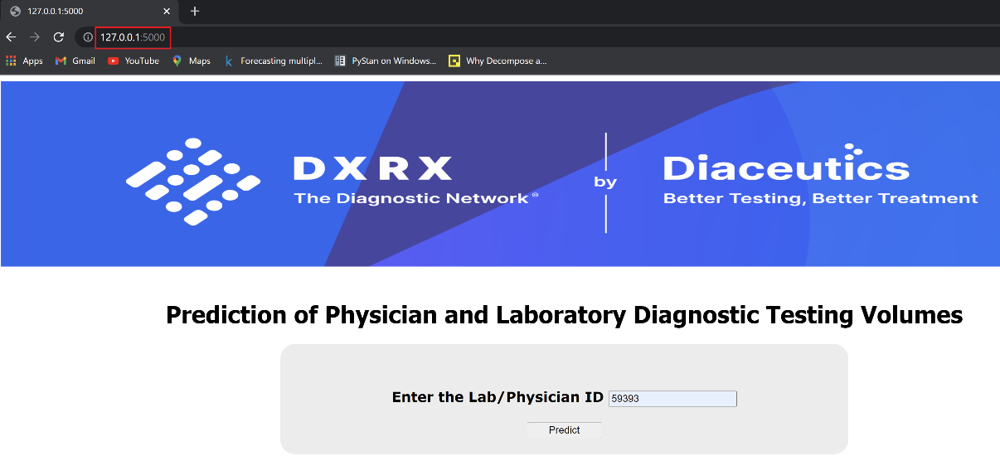 127.0.0.1:5000
127.0.0.1:5000
Apps Gmail YouTube Maps Forecasting multipl... PyStan on Windows... Why Decompose a...
DXRX by Diaceutics
The Diagnostic Network® Better Testing, Better Treatment
Prediction of Physician and Laboratory Diagnostic Testing Volumes
Enter the Lab/Physician ID 59393
Predict